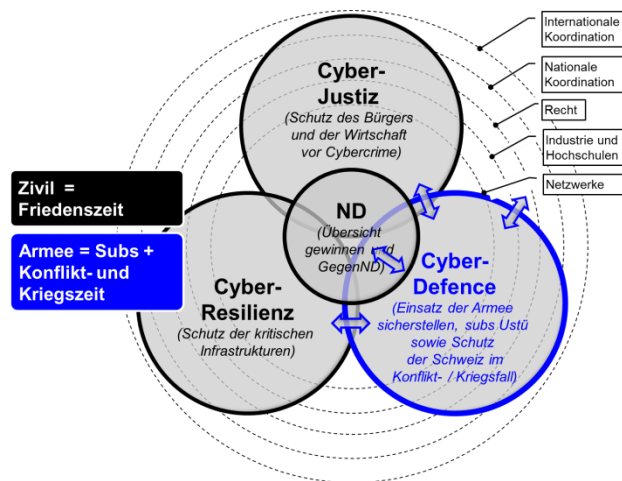 Internationale
Koordination
Nationale
Koordination
Recht
Industrie und
Hochschulen
Netzwerke
Cyber-
Justiz
(Schutz des Bürgers
und der Wirtschaft
vor Cybercrime)
Zivil =
Friedenszeit
Armee = Subs +
Konflikt- und
Kriegszeit
ND
(Übersicht
gewinnen und
GegenND)
Cyber-
Resilienz
(Schutz der kritischen
Infrastrukturen)
Cyber-
Defence
(Einsatz der Armee
sicherstellen, subs Ustü
sowie Schutz
der Schweiz im
Konflikt- / Kriegsfall)